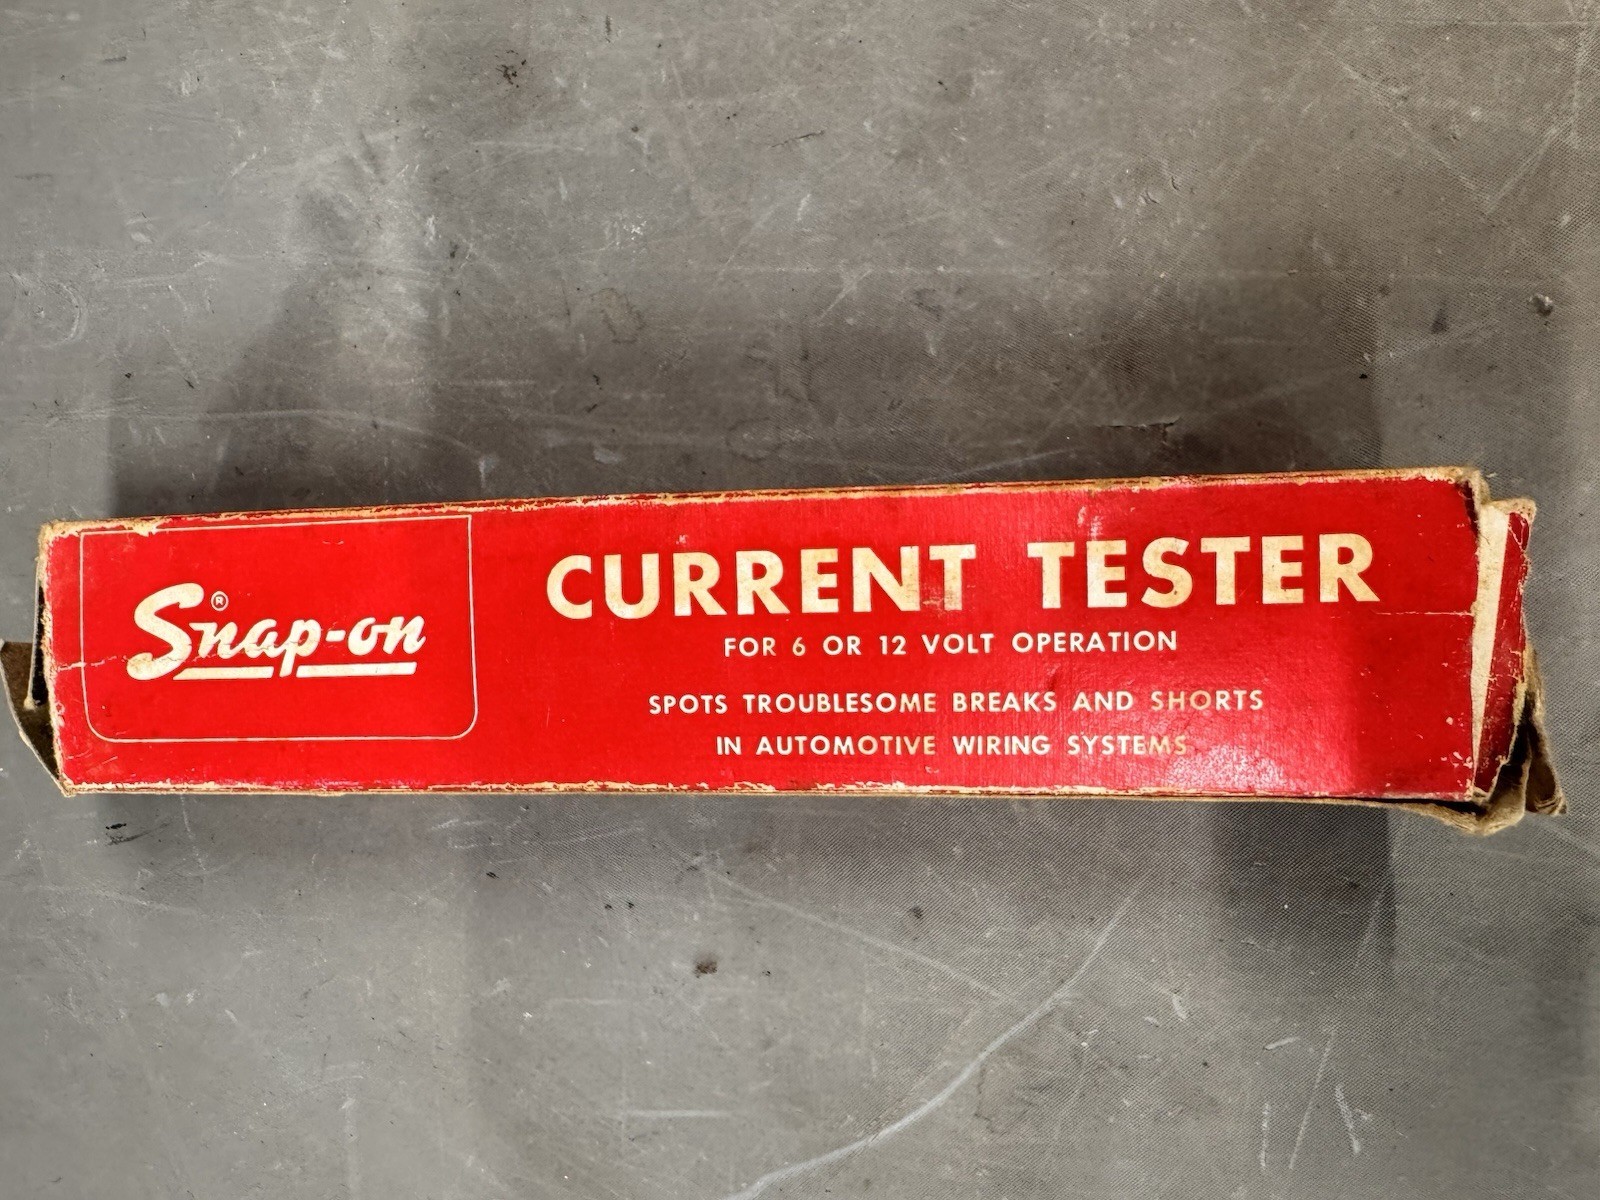 Snap-on®
CURRENT TESTER
FOR 6 OR 12 VOLT OPERATION
SPOTS TROUBLESOME BREAKS AND SHORTS
IN AUTOMOTIVE WIRING SYSTEMS